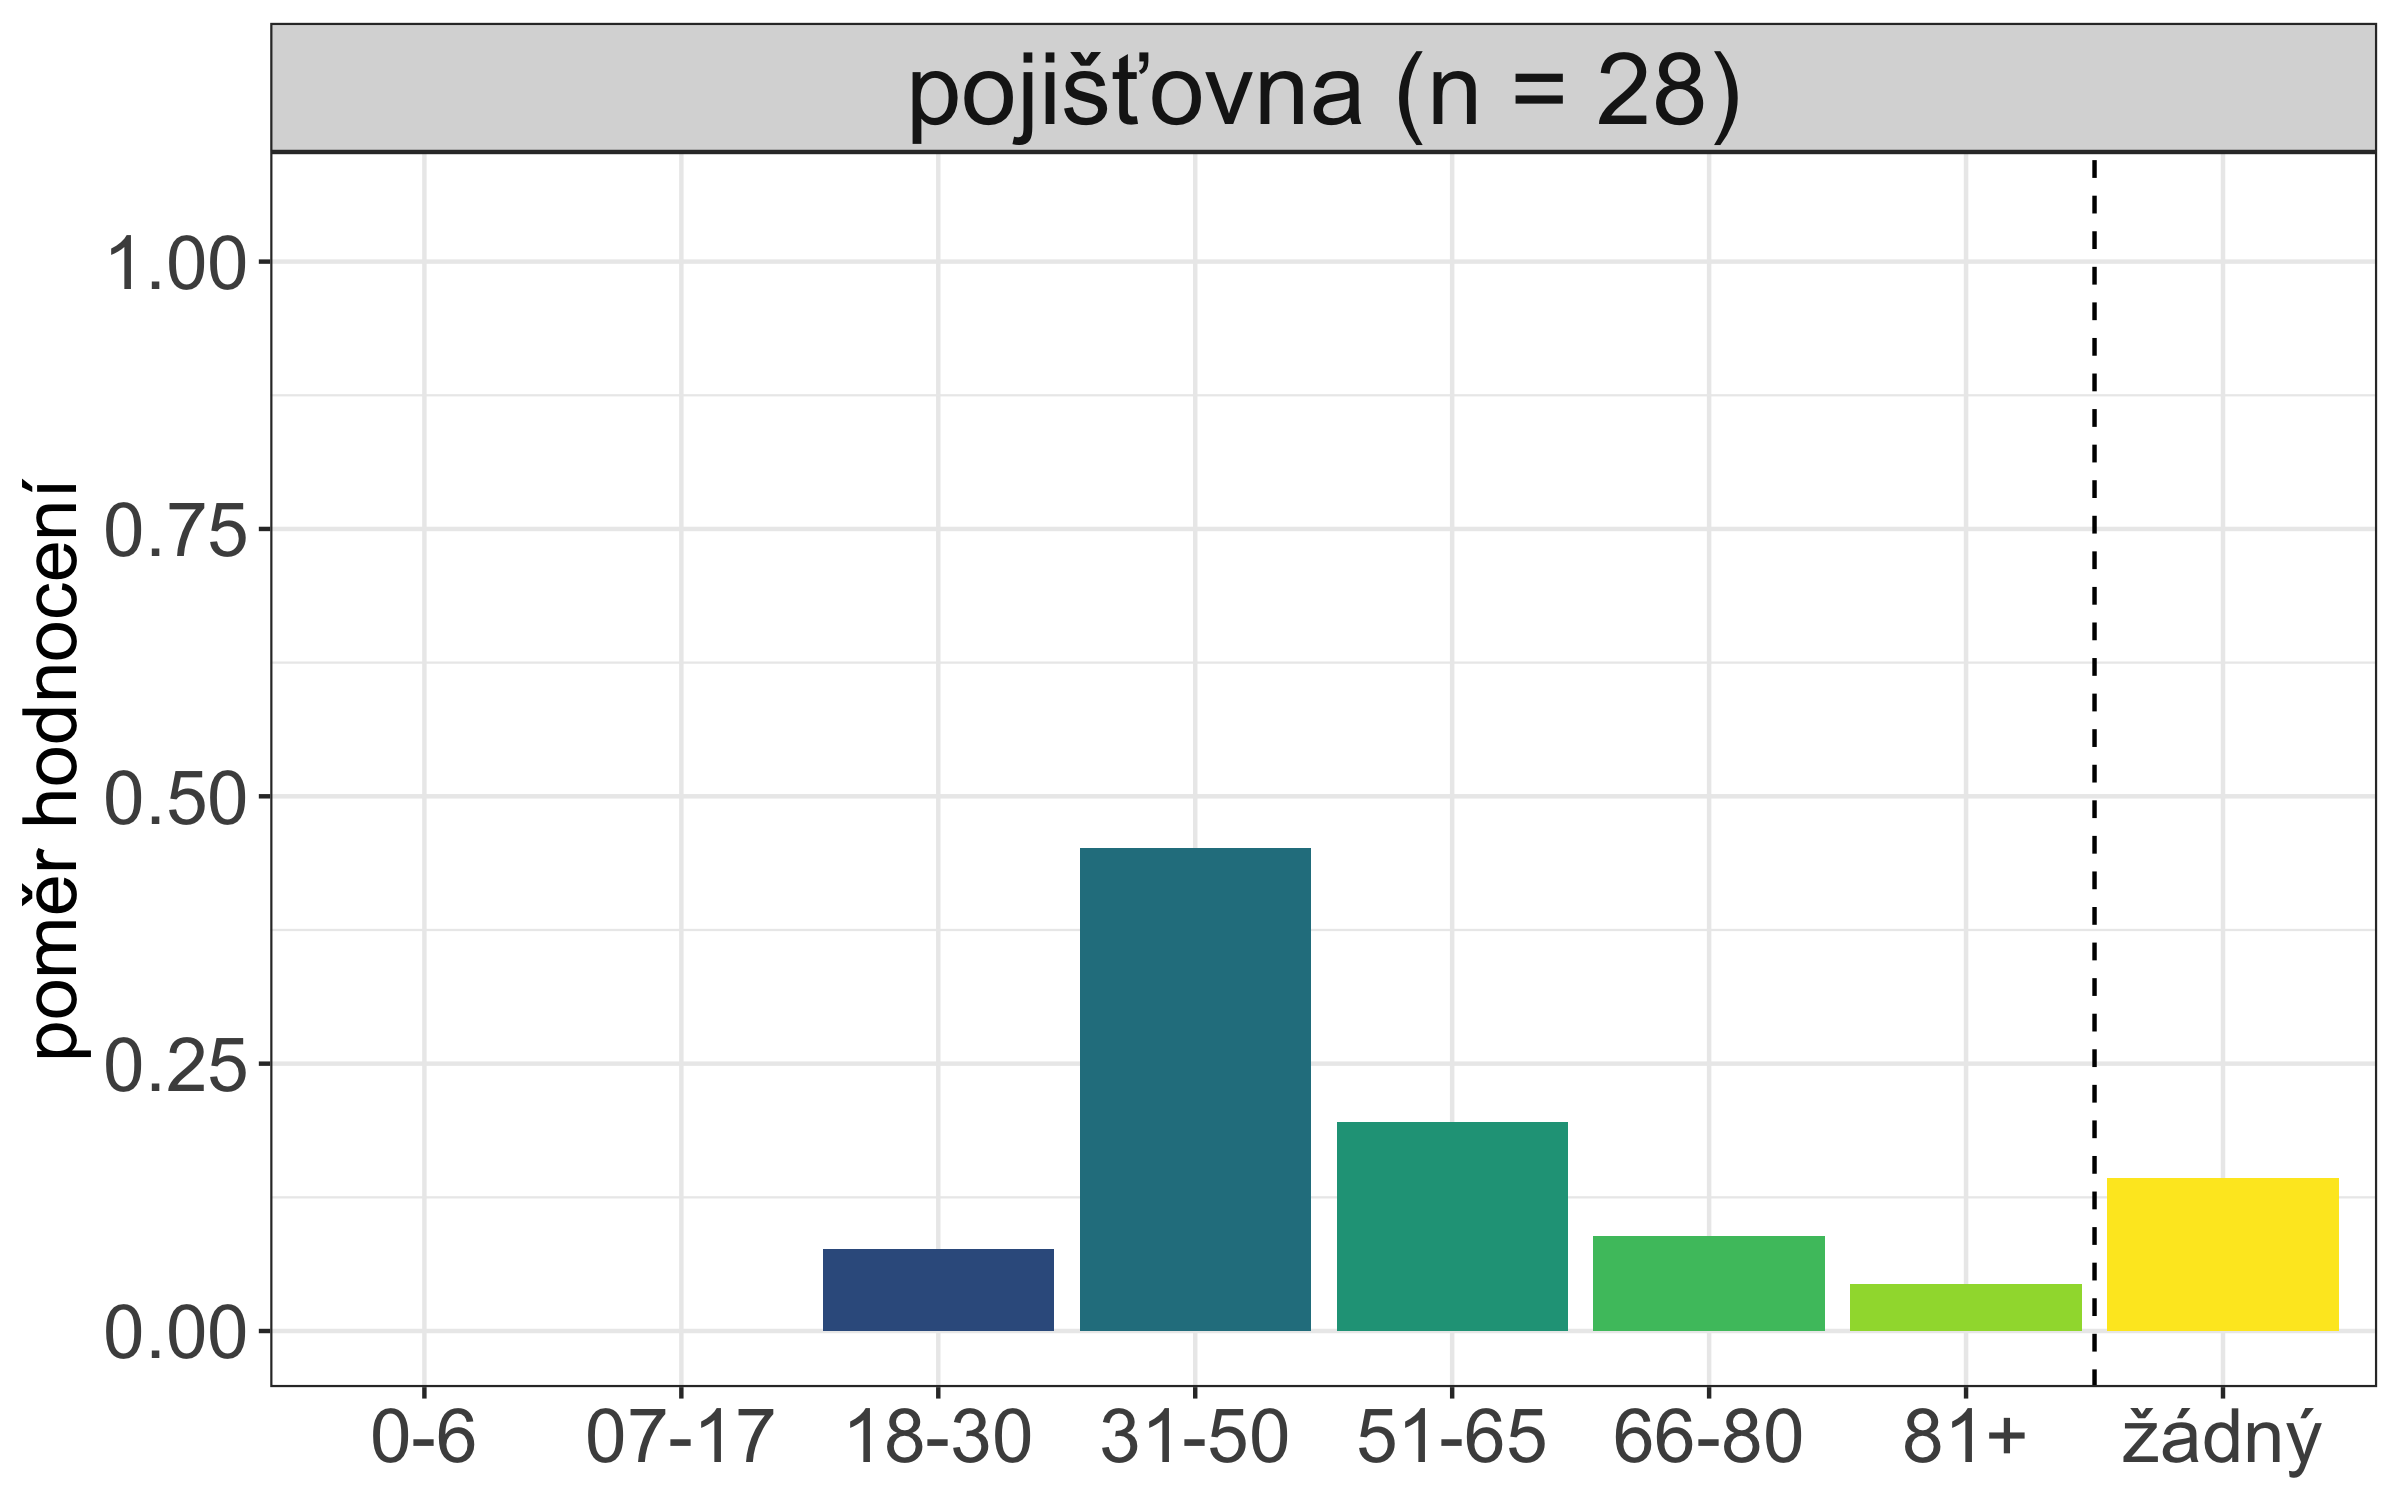 pojišťovna (n = 28)
poměr hodnocení
1.00
0.75
0.50
0.25
0.00
0-6 07-17 18-30 31-50 51-65 66-80 81+ žádný